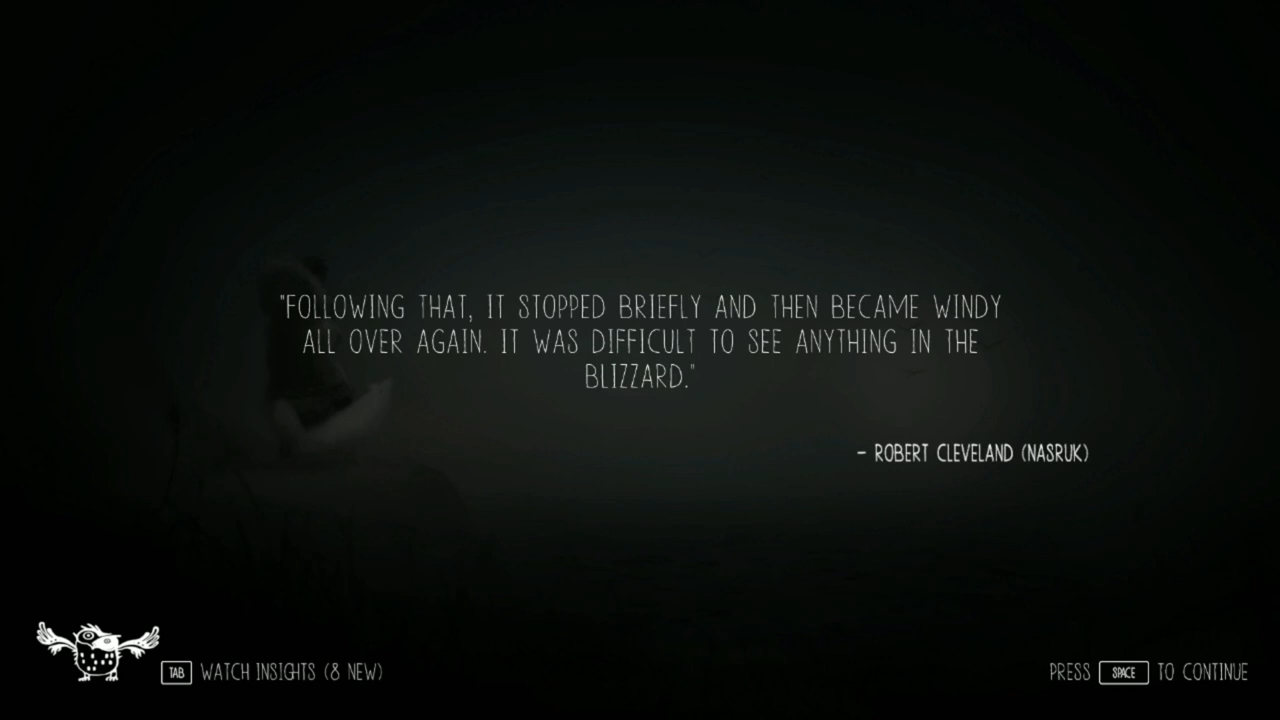 "FOLLOWING THAT, IT STOPPED BRIEFLY AND THEN BECAME WINDY
ALL OVER AGAIN. IT WAS DIFFICULT TO SEE ANYTHING IN THE
BLIZZARD."
– ROBERT CLEVELAND (NASRUK)
TAB WATCH INSIGHTS (8 NEW)
PRESS SPACE TO CONTINUE